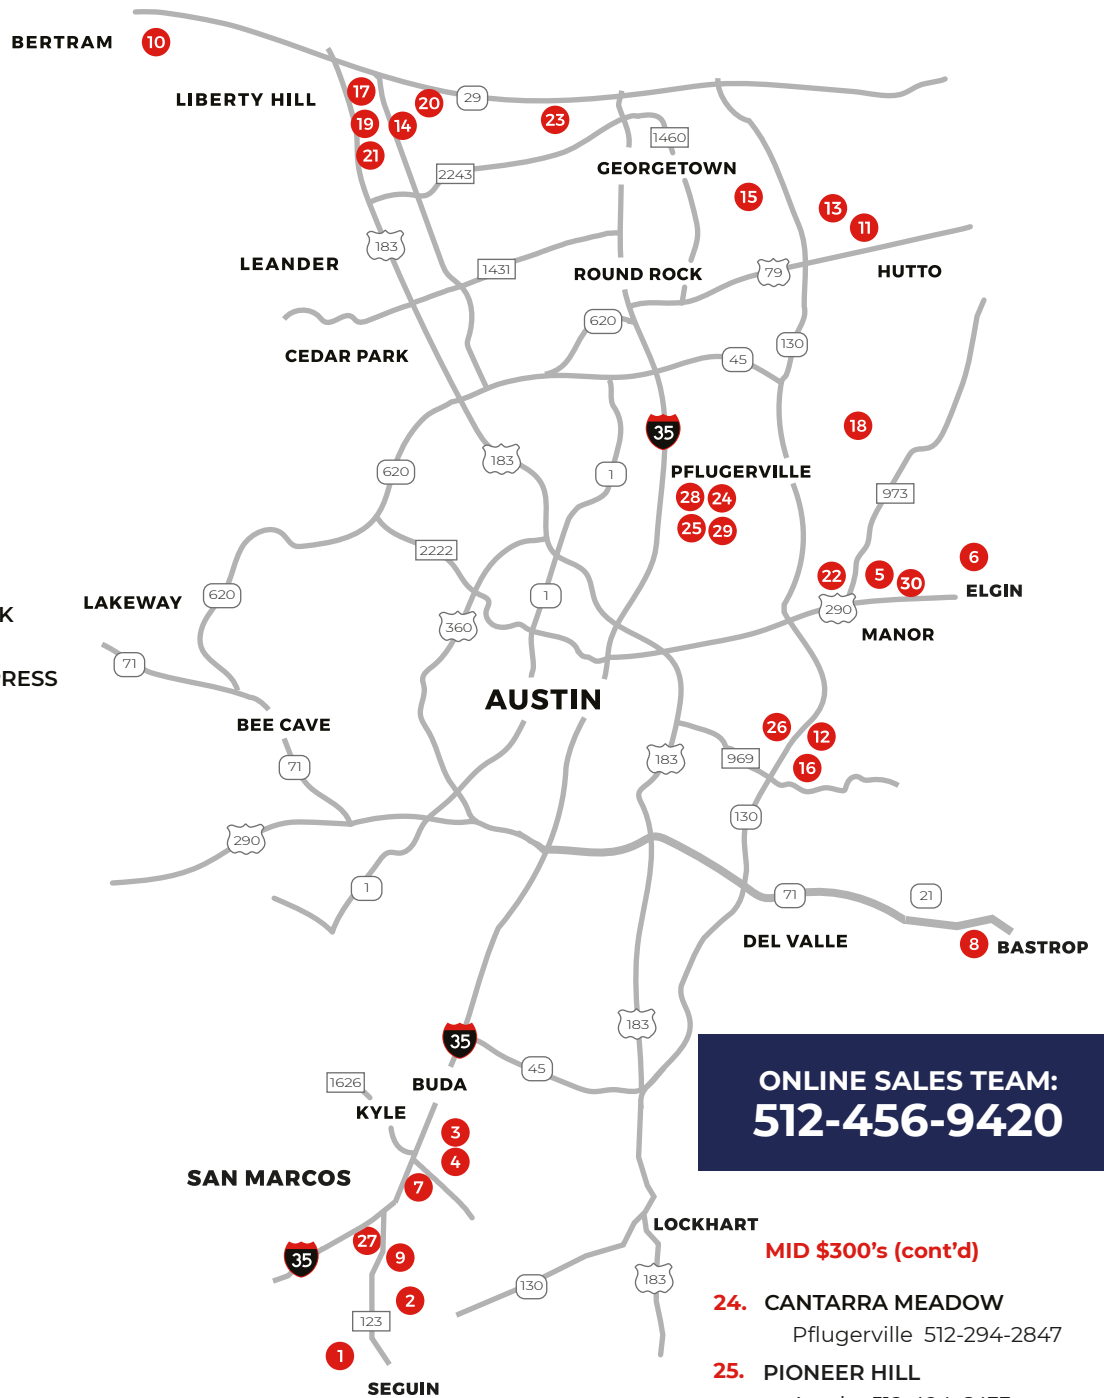 BERTRAM
10
LIBERTY HILL
17
20
29
19
14
23
21
1460
2243
GEORGETOWN
15
13
11
183
LEANDER
1431
ROUND ROCK
79
HUTTO
620
CEDAR PARK
45
130
35
18
183
620
1
PFLUGERVILLE
28
24
973
25
29
2222
6
22
5
30
ELGIN
K
LAKEWAY
620
1
290
360
MANOR
71
RESS
AUSTIN
BEE CAVE
26
12
183
969
16
71
130
290
1
71
21
DEL VALLE
8
BASTROP
183
35
45
1626
BUDA
KYLE
3
4
SAN MARCOS
7
27
9
35
LOCKHART
183
130
2
123
1
SEGUIN
ONLINE SALES TEAM:
512-456-9420
MID $300's (cont'd)
24. CANTARRA MEADOW
Pflugerville 512-294-2847
25. PIONEER HILL